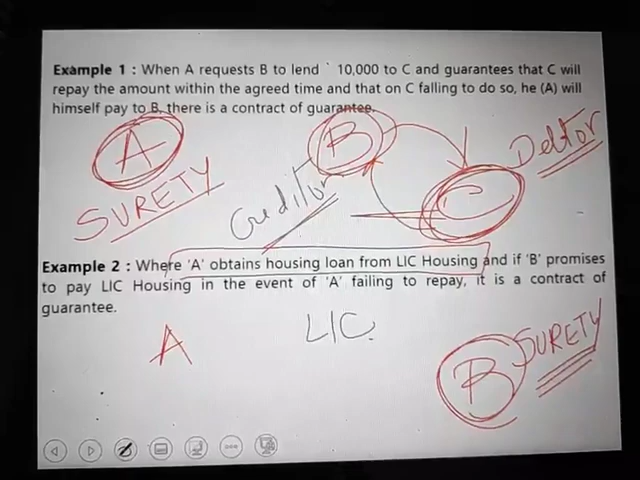 Example 1 : When A requests B to lend ` 10,000 to C and guarantees that C will
repay the amount within the agreed time and that on C falling to do so, he (A) will
himself pay to B, there is a contract of guarantee.
A
B
C
Debtor
SURETY
Creditor
Example 2 : Where 'A' obtains housing loan from LIC Housing and if 'B' promises
to pay LIC Housing in the event of 'A' failing to repay, it is a contract of
guarantee.
A
LIC.
B
SURETY